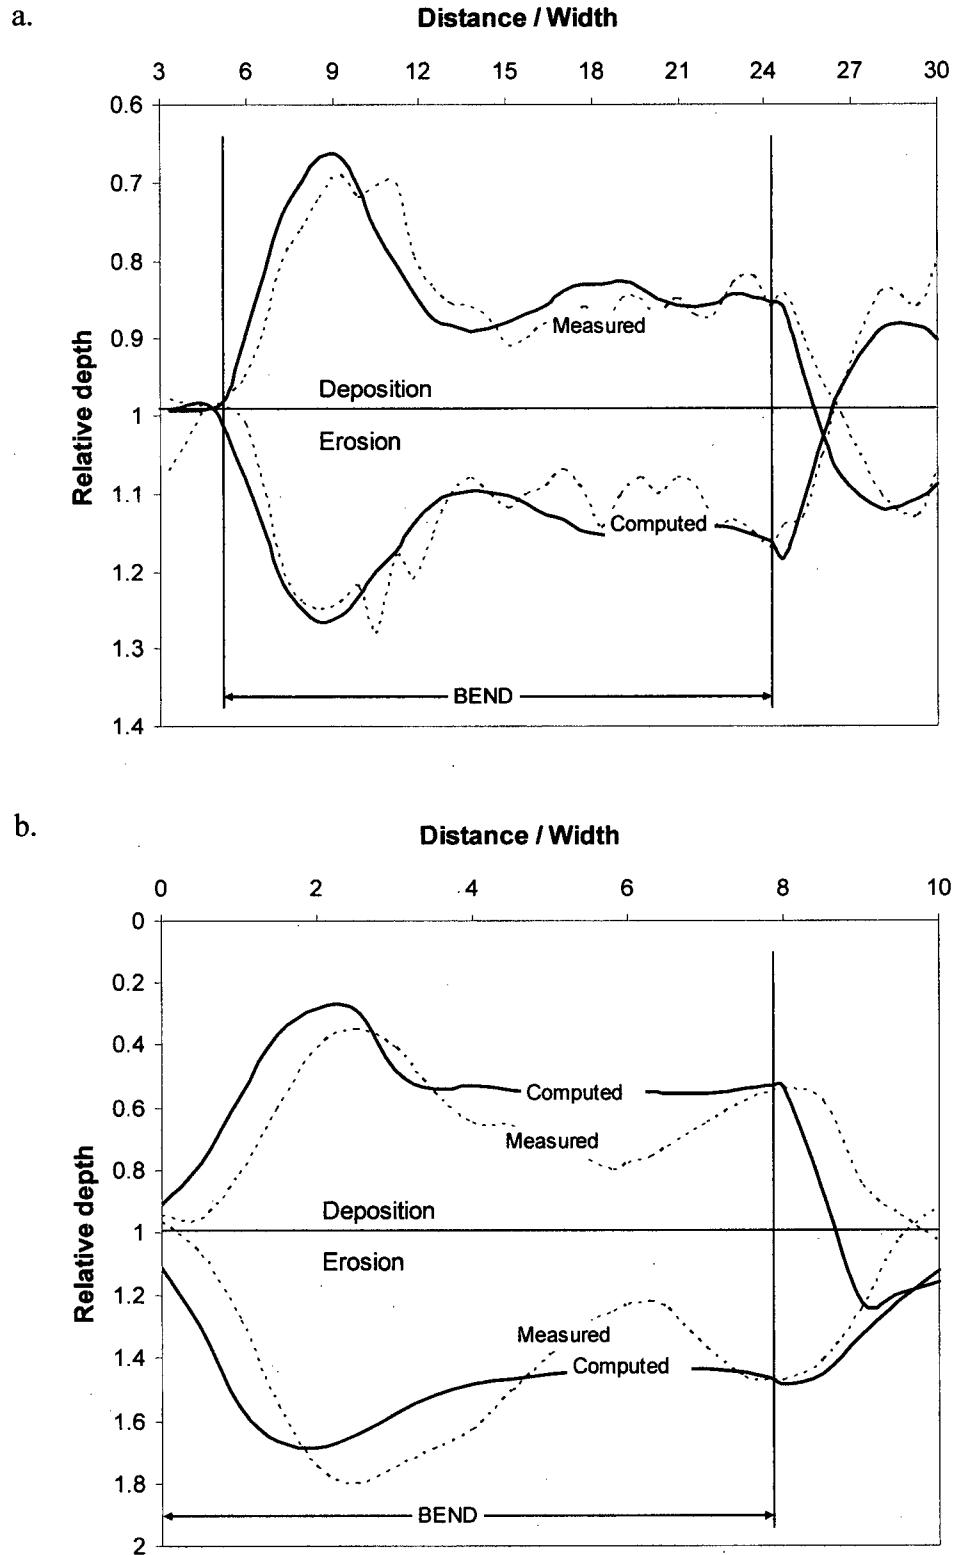 a.
Distance / Width
3 6 9 12 15 18 21 24 27 30
0.6
0.7
0.8
0.9
1
1.1
1.2
1.3
1.4
Relative depth
Measured
Deposition
Erosion
Computed
BEND
b.
Distance / Width
0 2 4 6 8 10
0
0.2
0.4
0.6
0.8
1
1.2
1.4
1.6
1.8
2
Relative depth
Computed
Measured
Deposition
Erosion
Measured
Computed
BEND